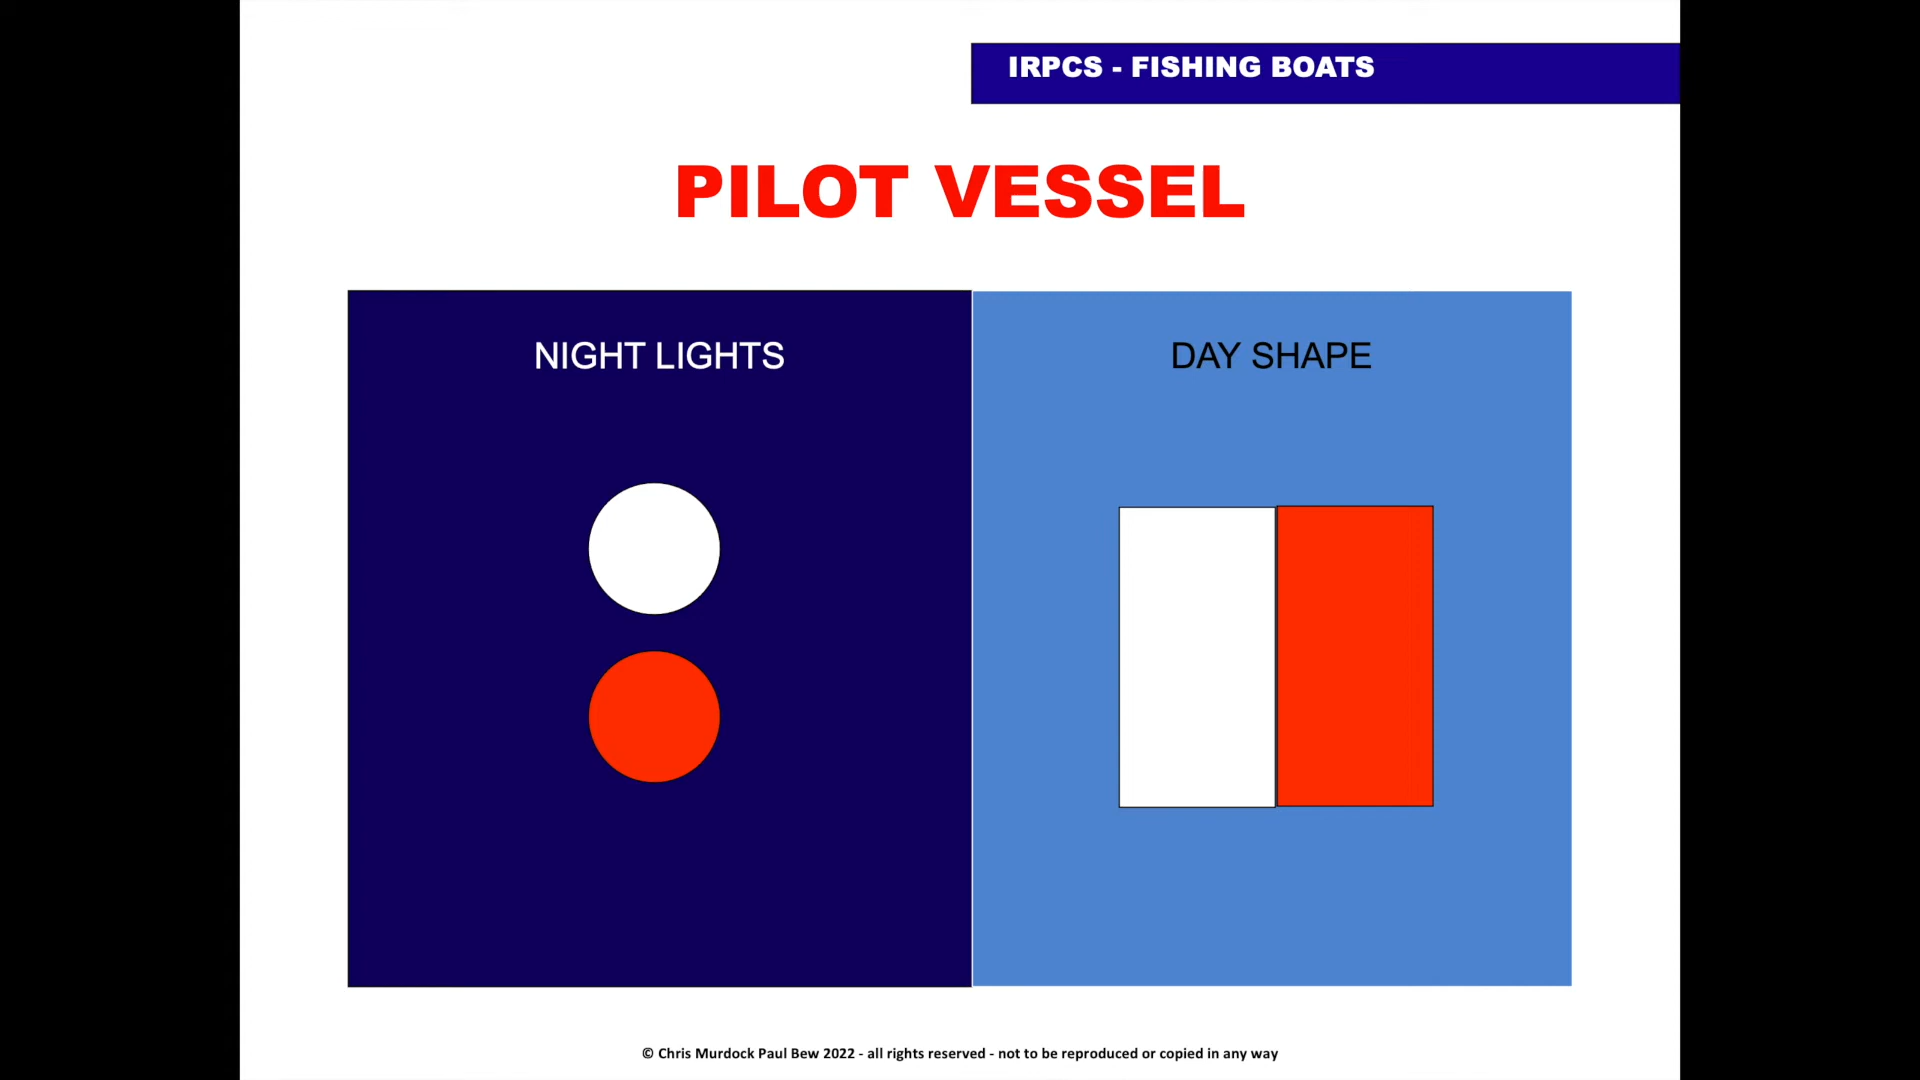 IRPCS - FISHING BOATS
PILOT VESSEL
NIGHT LIGHTS
DAY SHAPE
© Chris Murdock Paul Bew 2022 - all rights reserved - not to be reproduced or copied in any way